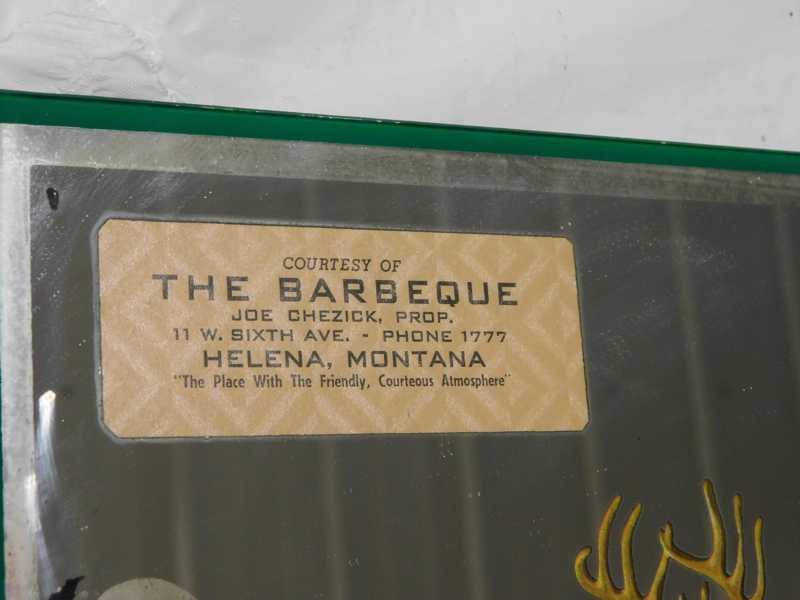 COURTESY OF
THE BARBEQUE
JOE CHEZICK, PROP.
11 W. SIXTH AVE. - PHONE 1777
HELENA, MONTANA
"The Place With The Friendly, Courteous Atmosphere"